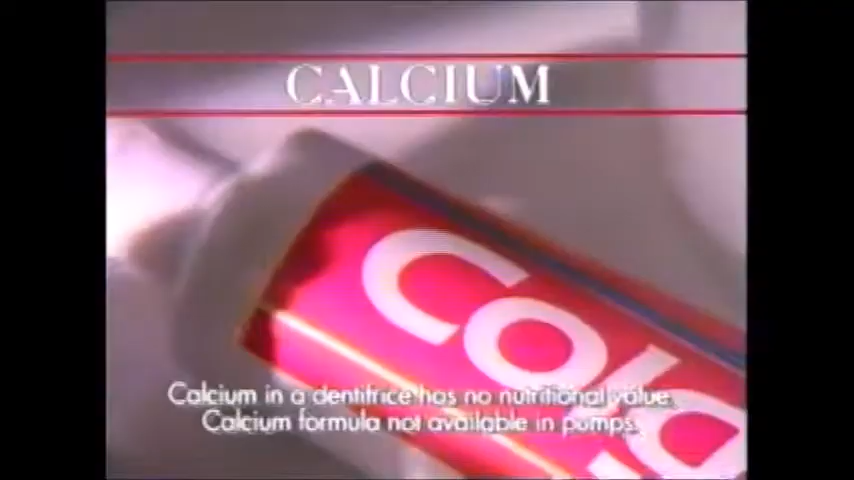 CALCIUM
Colg
Calcium in a dentifrice has no nutritional value.
Calcium formula not available in pumps.